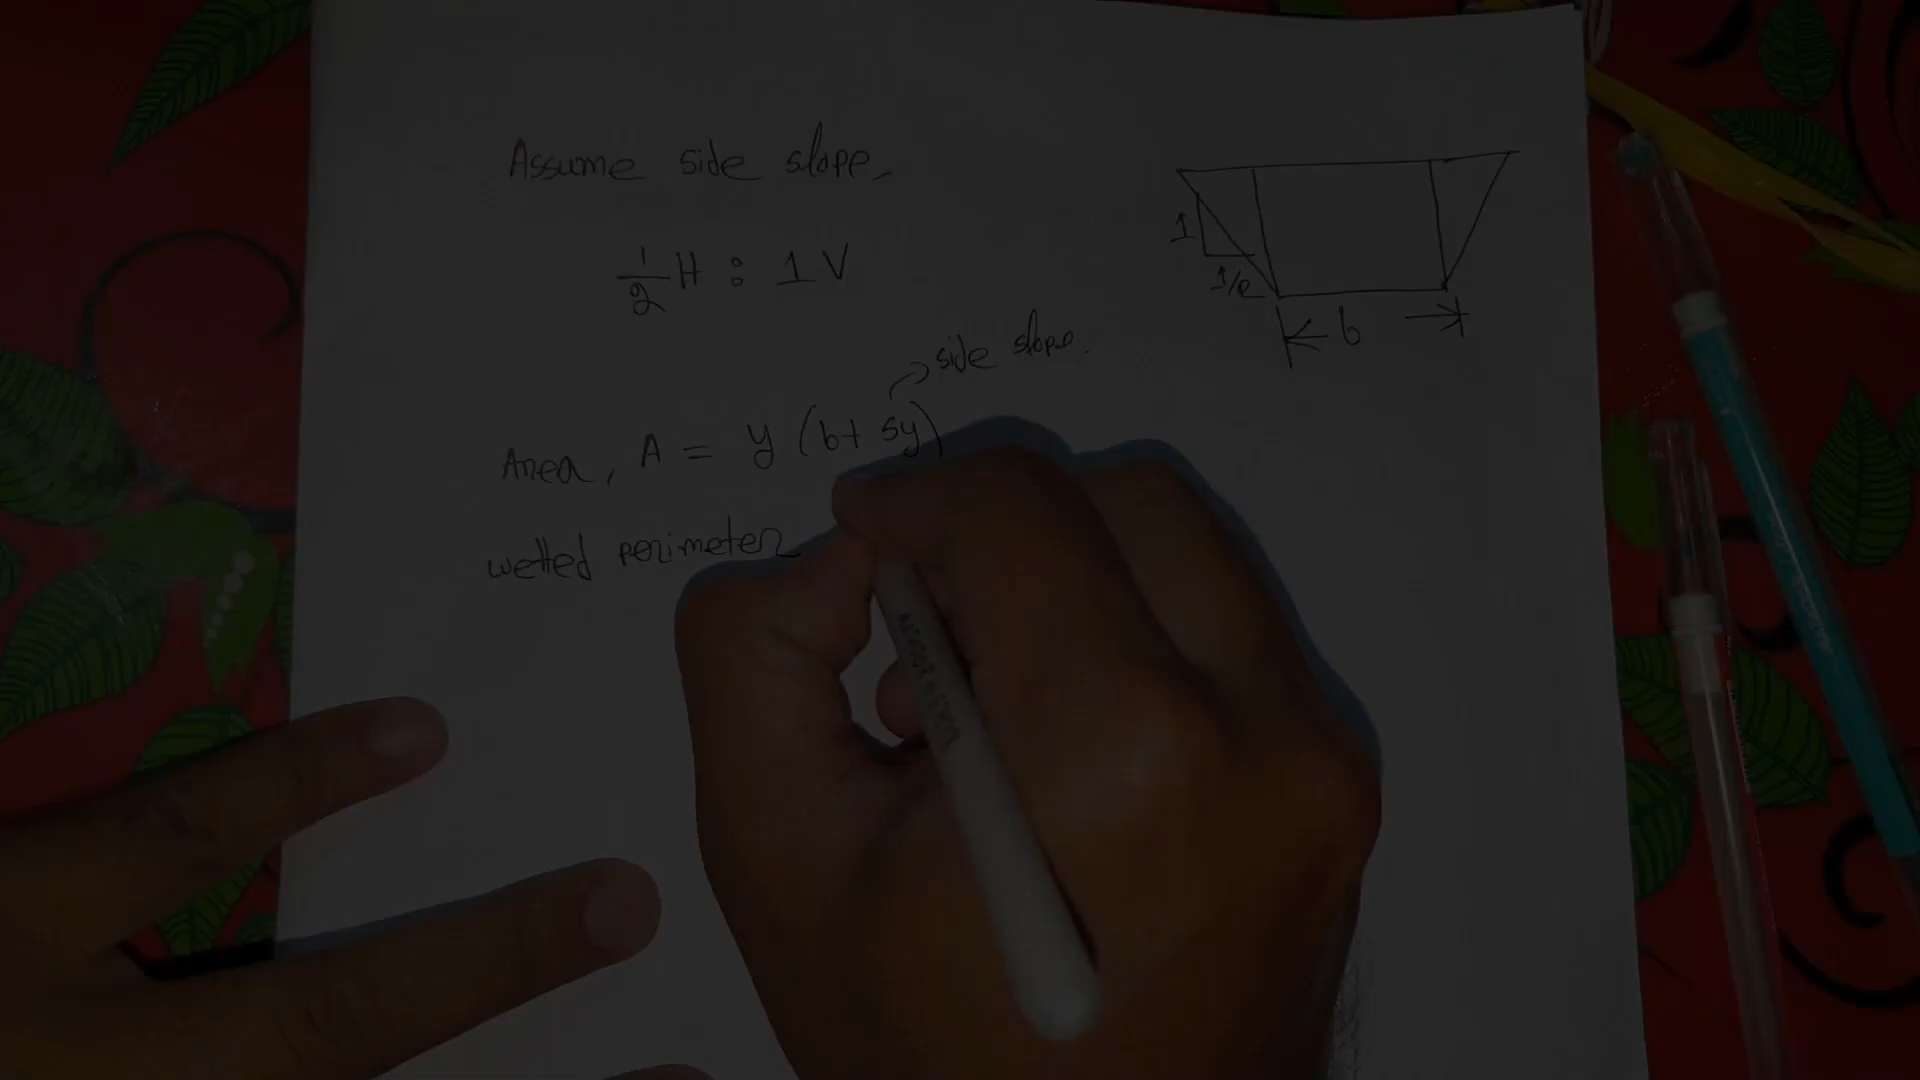 Assume side slope,
1/2 H : 1 V
1
1/2
b
side slope.
Area, A = y (b+ sy)
wetted perimeter